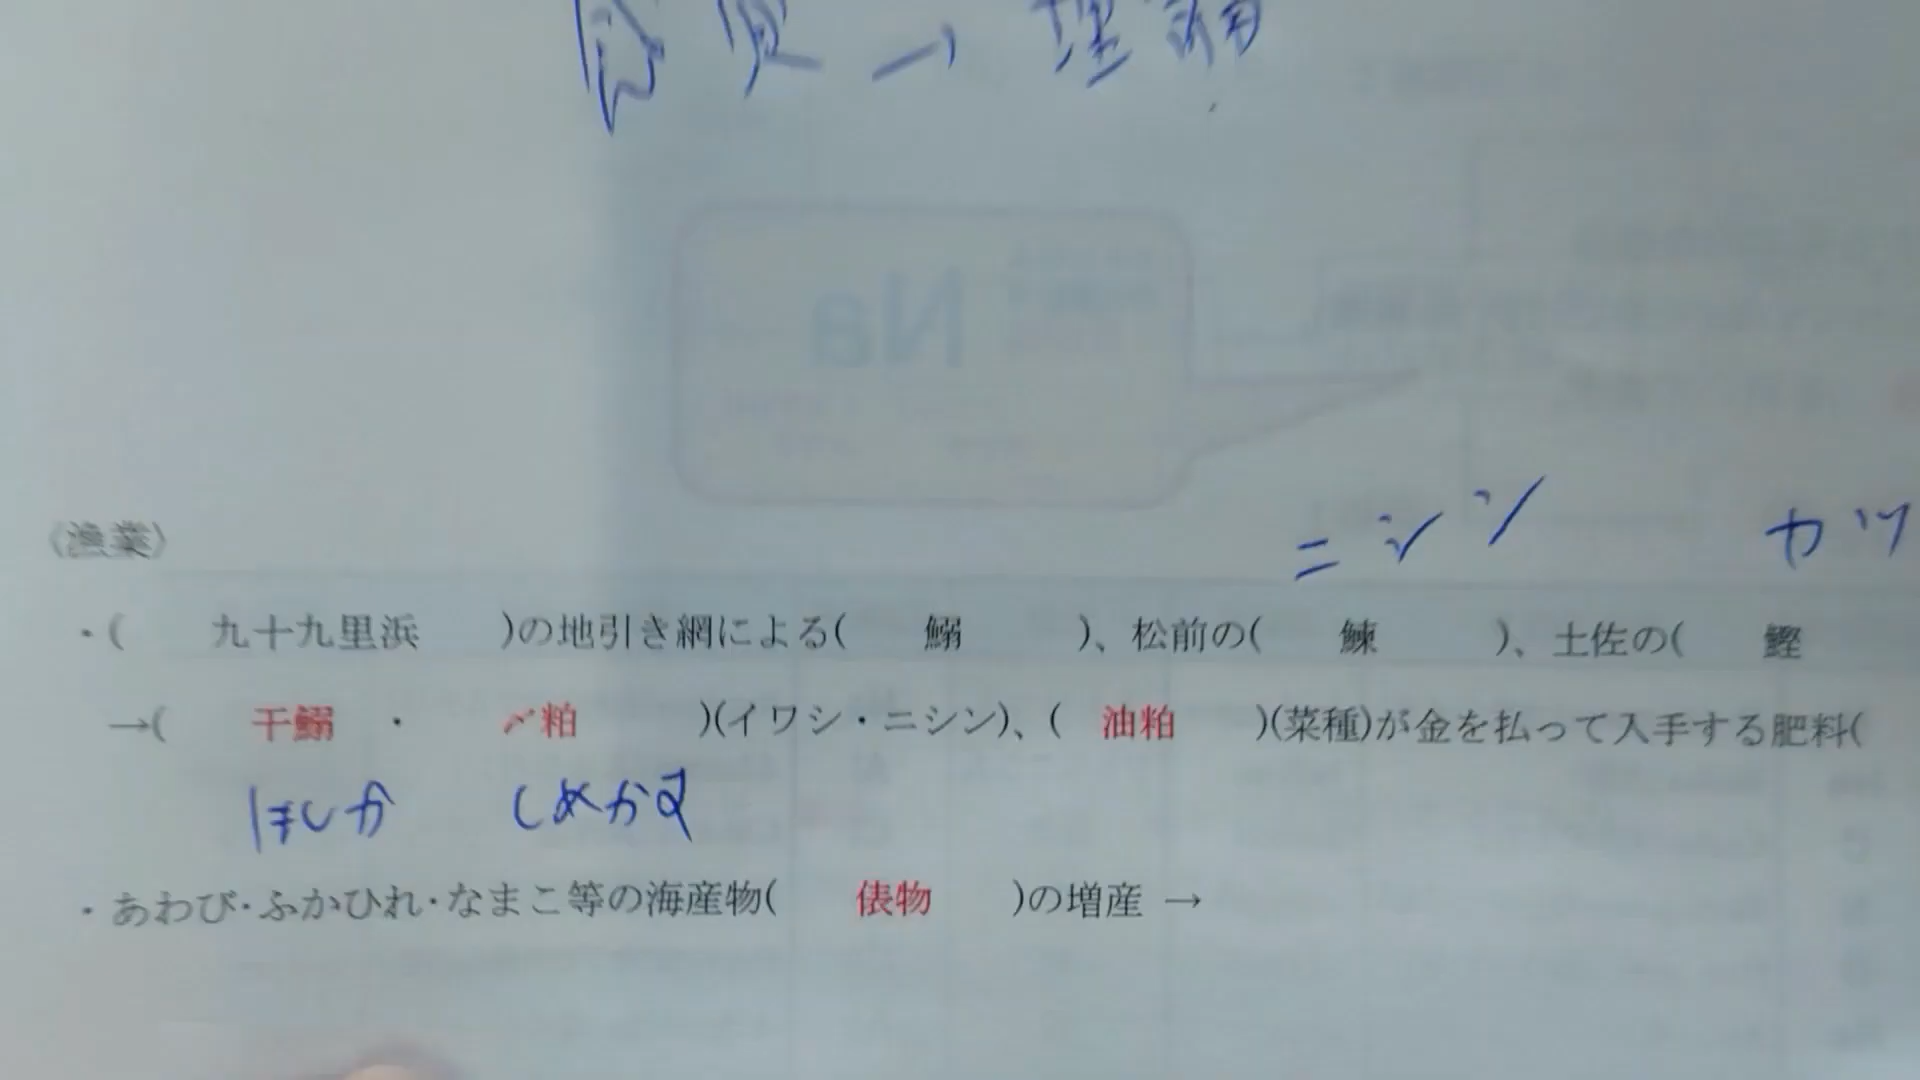 →
ニシン カツ
〈漁業〉
・( 九十九里浜 )の地引き網による( 鰯 )、松前の( 鰊 )、土佐の( 鰹
→( 干鰯 ・ 〆粕 )(イワシ・ニシン)、( 油粕 )(菜種)が金を払って入手する肥料(
ほしか しめかす
・あわび・ふかひれ・なまこ等の海産物( 俵物 )の増産 →